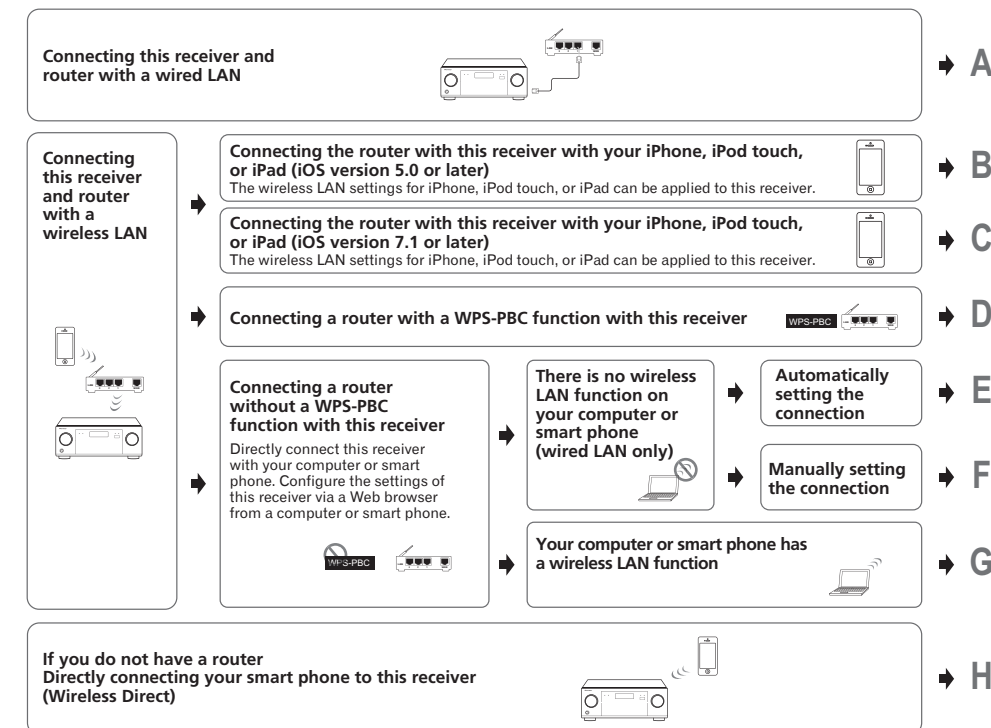 Connecting this receiver and
router with a wired LAN
A
Connecting
this receiver
and router
with a
wireless LAN
Connecting the router with this receiver with your iPhone, iPod touch,
or iPad (iOS version 5.0 or later)
The wireless LAN settings for iPhone, iPod touch, or iPad can be applied to this receiver.
B
Connecting the router with this receiver with your iPhone, iPod touch,
or iPad (iOS version 7.1 or later)
The wireless LAN settings for iPhone, iPod touch, or iPad can be applied to this receiver.
C
Connecting a router with a WPS-PBC function with this receiver
WPS-PBC
D
Connecting a router
without a WPS-PBC
function with this receiver
Directly connect this receiver
with your computer or smart
phone. Configure the settings of
this receiver via a Web browser
from a computer or smart phone.
WPS-PBC
There is no wireless
LAN function on
your computer or
smart phone
(wired LAN only)
Automatically
setting the
connection
E
Manually setting
the connection
F
Your computer or smart phone has
a wireless LAN function
G
If you do not have a router
Directly connecting your smart phone to this receiver
(Wireless Direct)
H